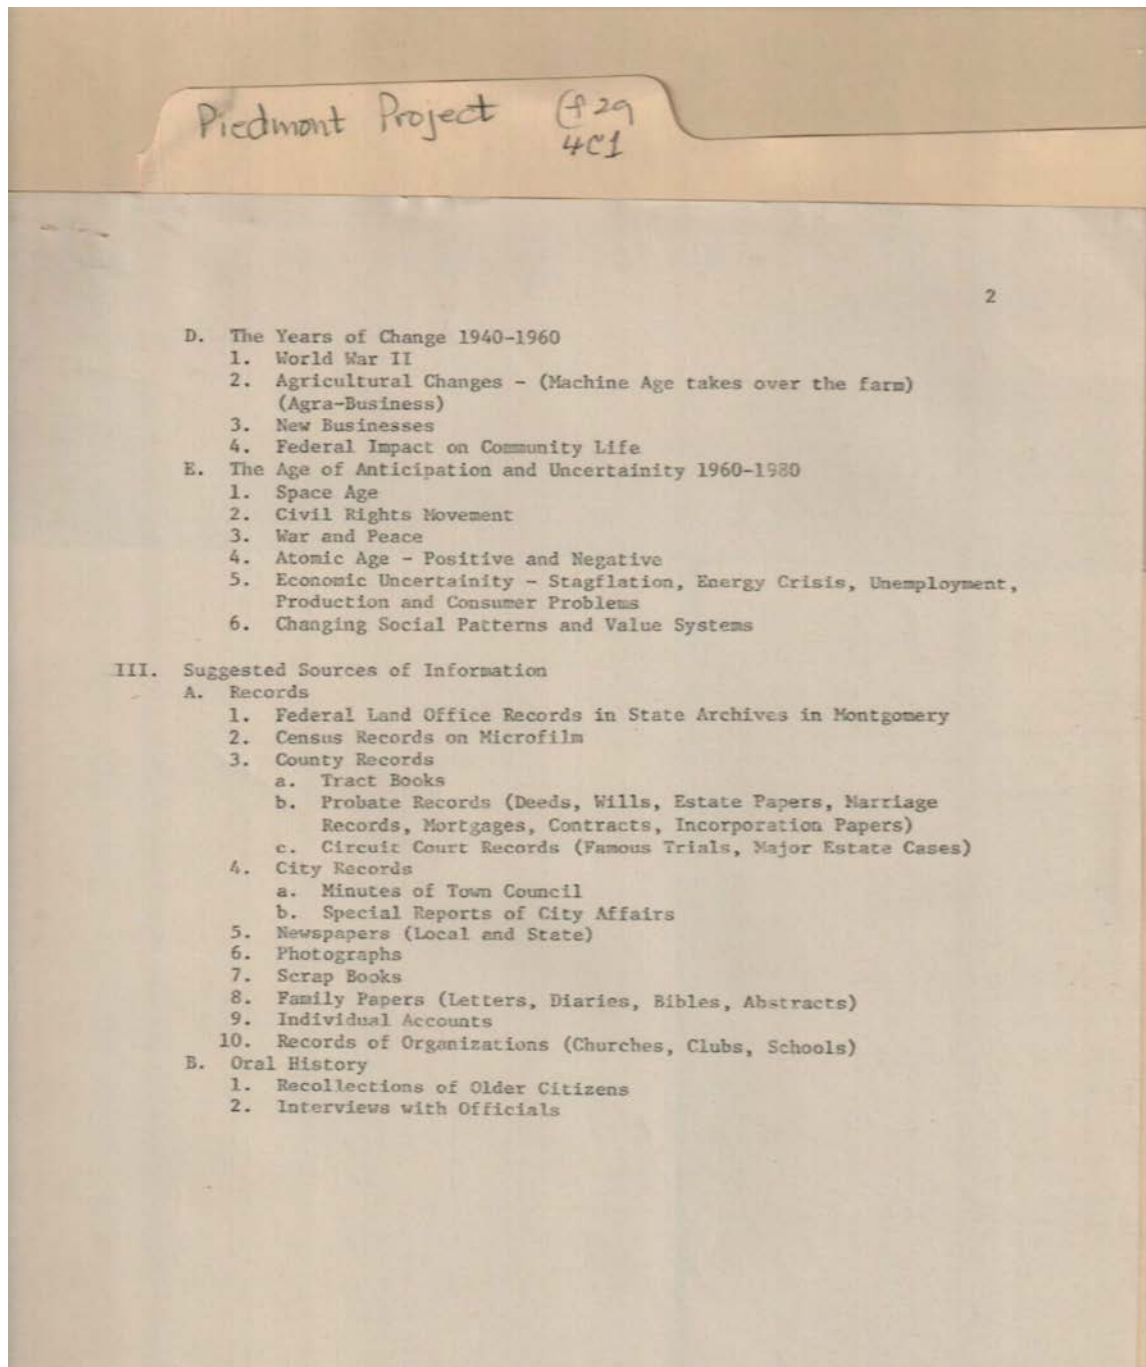 Piedmont Project f29
4C1
2
D. The Years of Change 1940-1960
1. World War II
2. Agricultural Changes - (Machine Age takes over the farm)
(Agra-Business)
3. New Businesses
4. Federal Impact on Community Life
E. The Age of Anticipation and Uncertainity 1960-1980
1. Space Age
2. Civil Rights Movement
3. War and Peace
4. Atomic Age - Positive and Negative
5. Economic Uncertainity - Stagflation, Energy Crisis, Unemployment,
Production and Consumer Problems
6. Changing Social Patterns and Value Systems
III. Suggested Sources of Information
A. Records
1. Federal Land Office Records in State Archives in Montgomery
2. Census Records on Microfilm
3. County Records
a. Tract Books
b. Probate Records (Deeds, Wills, Estate Papers, Marriage
Records, Mortgages, Contracts, Incorporation Papers)
c. Circuit Court Records (Famous Trials, Major Estate Cases)
4. City Records
a. Minutes of Town Council
b. Special Reports of City Affairs
5. Newspapers (Local and State)
6. Photographs
7. Scrap Books
8. Family Papers (Letters, Diaries, Bibles, Abstracts)
9. Individual Accounts
10. Records of Organizations (Churches, Clubs, Schools)
B. Oral History
1. Recollections of Older Citizens
2. Interviews with Officials